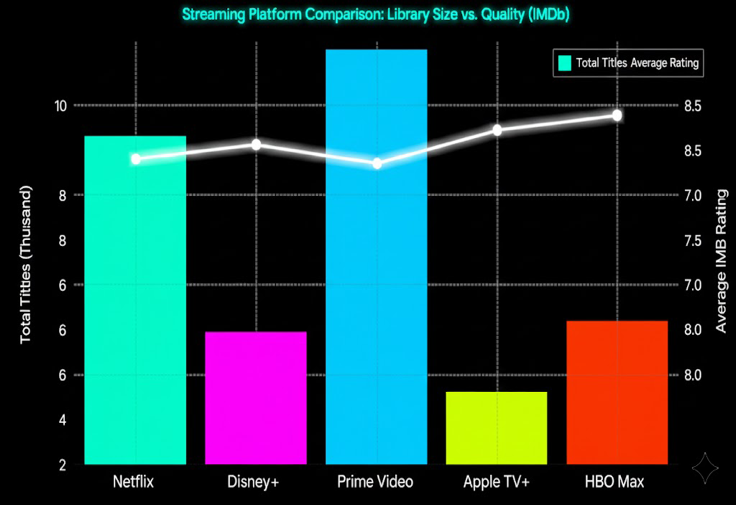 Streaming Platform Comparison: Library Size vs. Quality (IMDb)
Total Titles Average Rating
Total Tittles (Thuısand)
10
8
8
6
6
6
4
2
8.5
8.5
7.0
7.5
7.0
8.0
8.0
Average IMB Rating
Netflix
Disney+
Prime Video
Apple TV+
HBO Max